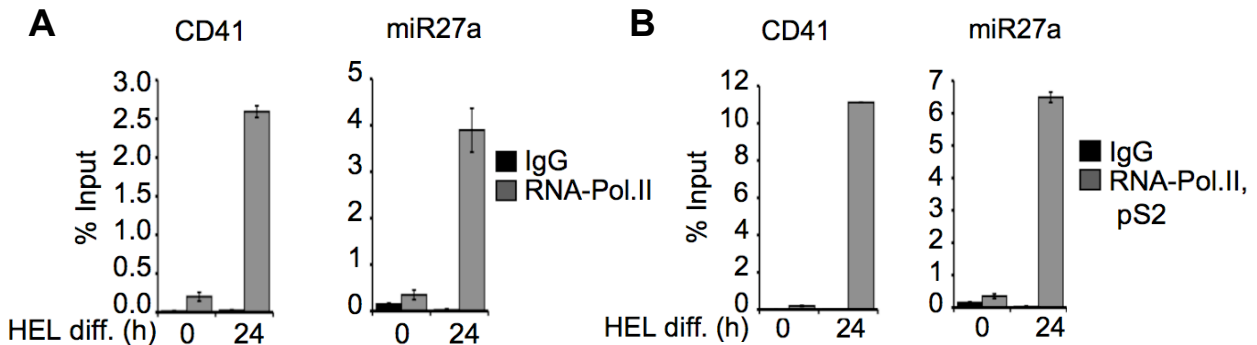 A
CD41
miR27a
% Input
3.0
2.5
2.0
1.5
1.0
0.5
0.0
5
4
3
2
1
0
IgG
RNA-Pol.II
HEL diff. (h)
0
24
0
24
B
CD41
miR27a
% Input
12
10
8
6
4
2
0
7
6
5
4
3
2
1
0
IgG
RNA-Pol.II,
pS2
HEL diff. (h)
0
24
0
24